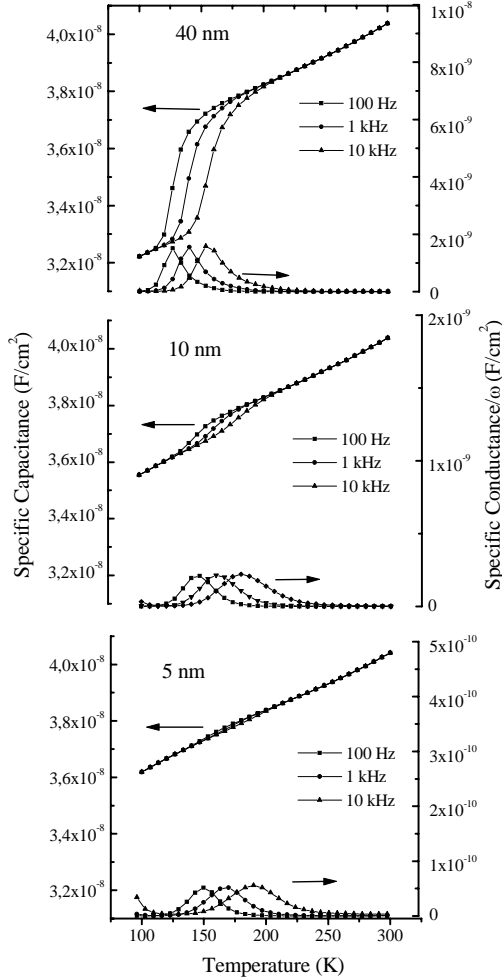 Specific Capacitance (F/cm²)
Specific Conductance/ω (F/cm²)
4,0x10⁻⁸
3,8x10⁻⁸
3,6x10⁻⁸
3,4x10⁻⁸
3,2x10⁻⁸
40 nm
100 Hz
1 kHz
10 kHz
1x10⁻⁸
8x10⁻⁹
6x10⁻⁹
4x10⁻⁹
2x10⁻⁹
0
4,0x10⁻⁸
3,8x10⁻⁸
3,6x10⁻⁸
3,4x10⁻⁸
3,2x10⁻⁸
10 nm
100 Hz
1 kHz
10 kHz
2x10⁻⁹
1x10⁻⁹
0
4,0x10⁻⁸
3,8x10⁻⁸
3,6x10⁻⁸
3,4x10⁻⁸
3,2x10⁻⁸
5 nm
100 Hz
1 kHz
10 kHz
5x10⁻¹⁰
4x10⁻¹⁰
3x10⁻¹⁰
2x10⁻¹⁰
1x10⁻¹⁰
0
100 150 200 250 300
Temperature (K)